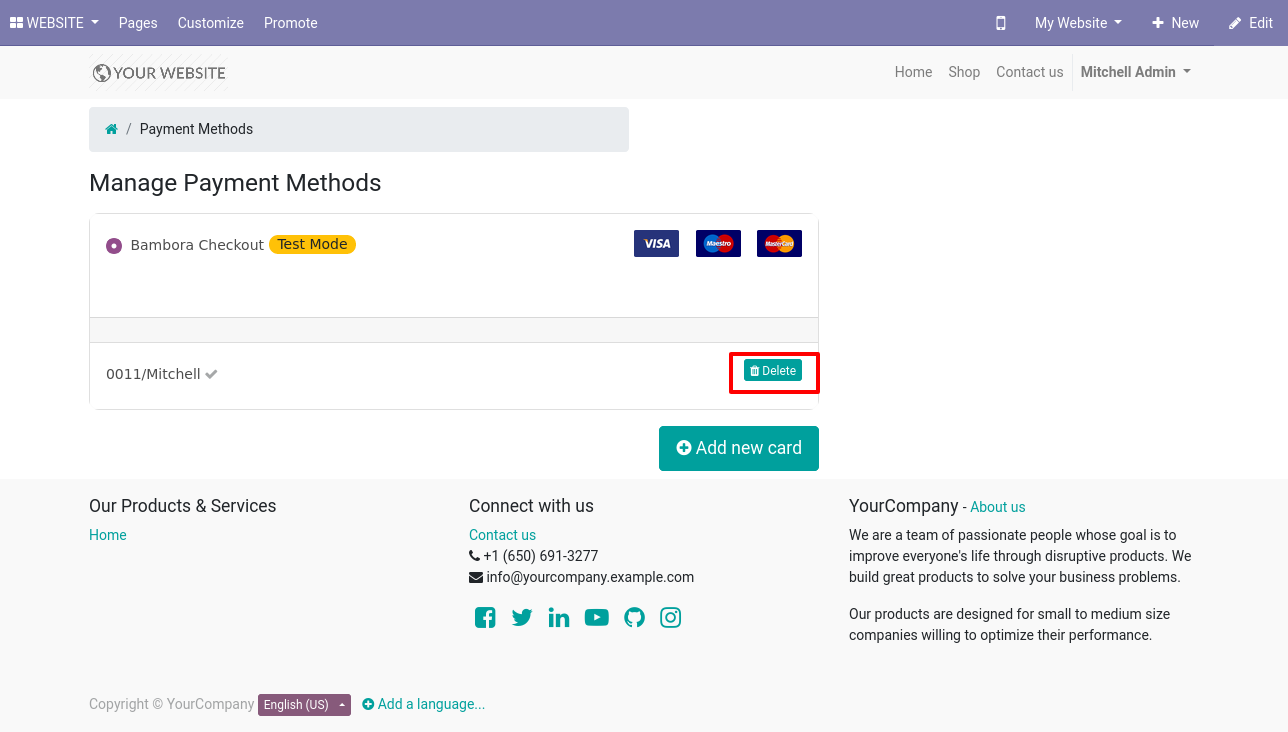 WEBSITE Pages Customize Promote My Website New Edit
YOUR WEBSITE Home Shop Contact us Mitchell Admin
/ Payment Methods
Manage Payment Methods
Bambora Checkout Test Mode VISA Maestro MasterCard
0011/Mitchell Delete
Add new card
Our Products & Services
Home
Connect with us
Contact us
+1 (650) 691-3277
info@yourcompany.example.com
YourCompany - About us
We are a team of passionate people whose goal is to
improve everyone's life through disruptive products. We
build great products to solve your business problems.
Our products are designed for small to medium size
companies willing to optimize their performance.
Copyright © YourCompany English (US) Add a language...